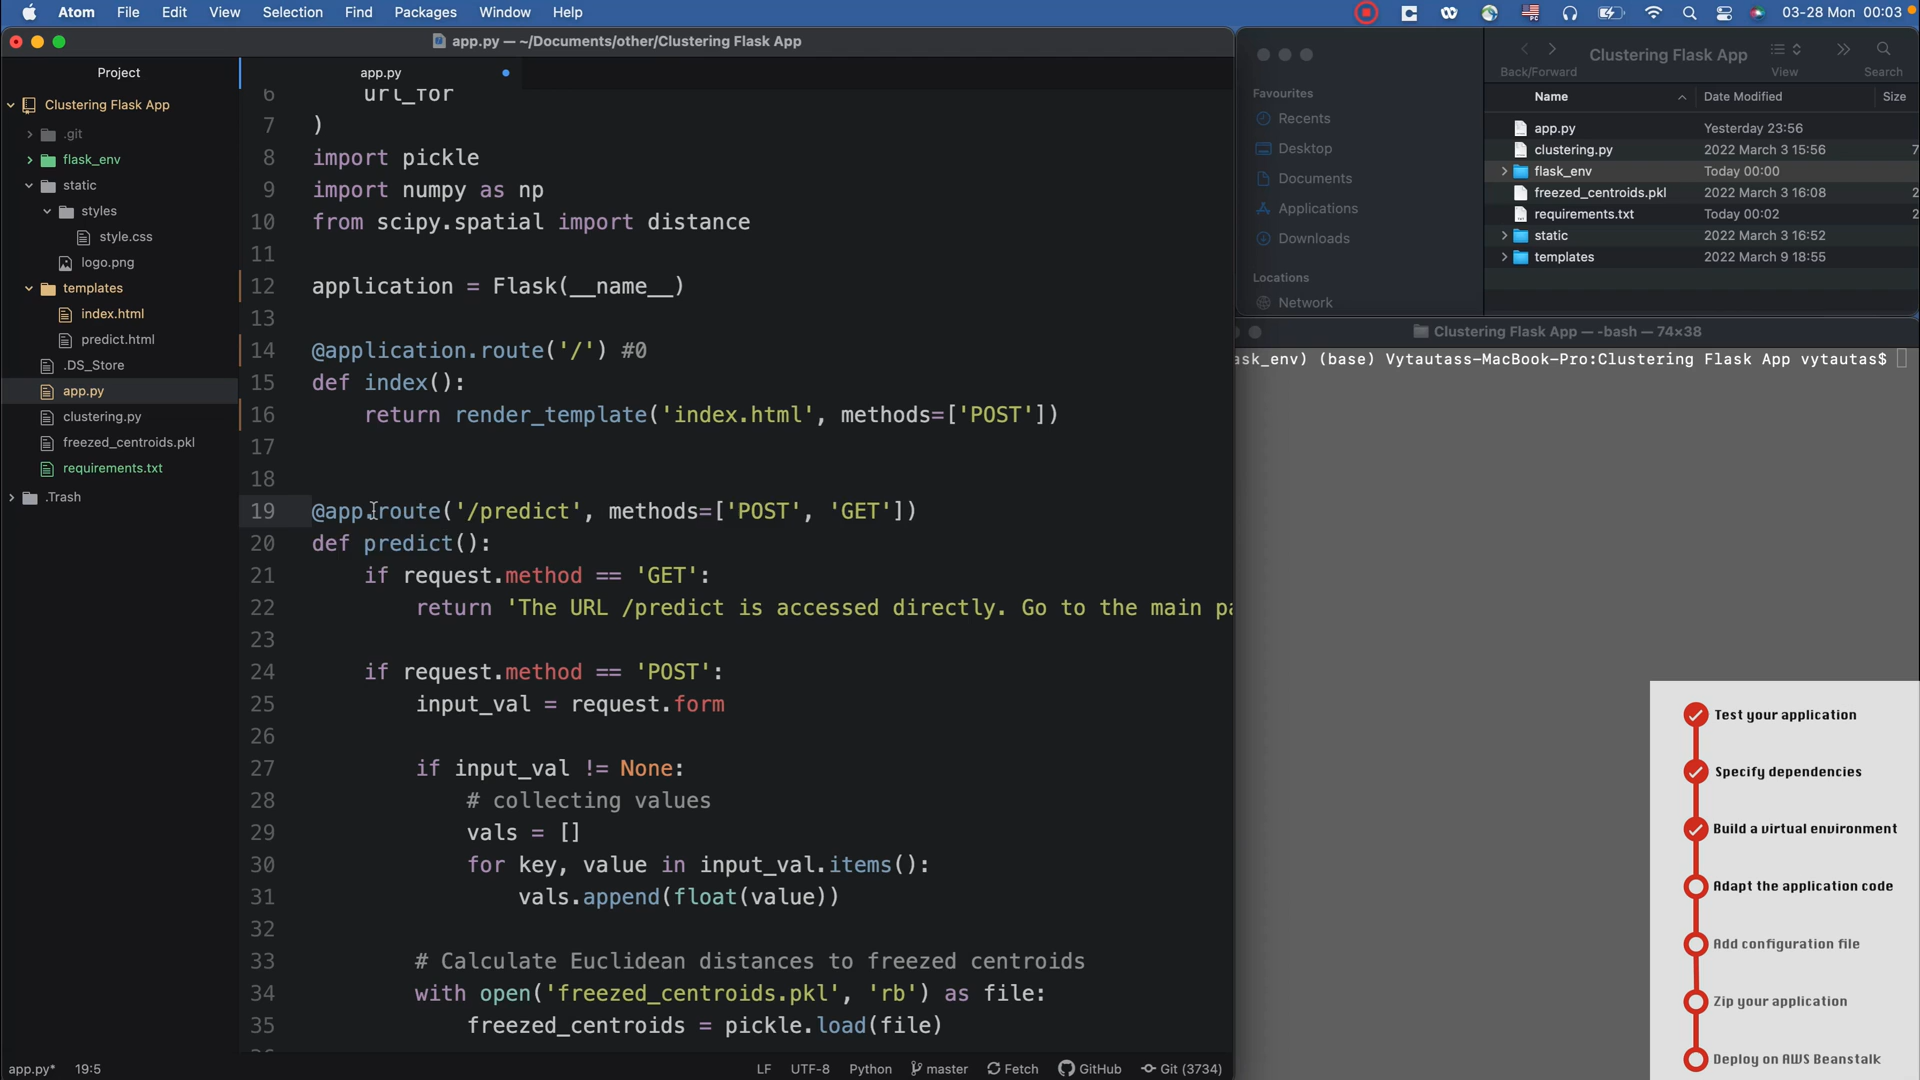 Atom File Edit View Selection Find Packages Window Help
03-28 Mon 00:03
app.py — ~/Documents/other/Clustering Flask App
Project
Clustering Flask App
.git
flask_env
static
styles
style.css
logo.png
templates
index.html
predict.html
.DS_Store
app.py
clustering.py
freezed_centroids.pkl
requirements.txt
.Trash
app.py
6 url_for
7 )
8 import pickle
9 import numpy as np
10 from scipy.spatial import distance
11
12 application = Flask(__name__)
13
14 @application.route('/') #0
15 def index():
16 return render_template('index.html', methods=['POST'])
17
18
19 @app.route('/predict', methods=['POST', 'GET'])
20 def predict():
21 if request.method == 'GET':
22 return 'The URL /predict is accessed directly. Go to the main pa
23
24 if request.method == 'POST':
25 input_val = request.form
26
27 if input_val != None:
28 # collecting values
29 vals = []
30 for key, value in input_val.items():
31 vals.append(float(value))
32
33 # Calculate Euclidean distances to freezed centroids
34 with open('freezed_centroids.pkl', 'rb') as file:
35 freezed_centroids = pickle.load(file)
app.py* 19:5
LF UTF-8 Python master Fetch GitHub Git (3734)
Clustering Flask App
Back/Forward View Search
Favourites
Recents
Desktop
Documents
Applications
Downloads
Locations
Network
Name Date Modified Size
app.py Yesterday 23:56
clustering.py 2022 March 3 15:56 7
flask_env Today 00:00
freezed_centroids.pkl 2022 March 3 16:08 2
requirements.txt Today 00:02 2
static 2022 March 3 16:52
templates 2022 March 9 18:55
Clustering Flask App — -bash — 74×38
ask_env) (base) Vytautass-MacBook-Pro:Clustering Flask App vytautas$
Test your application
Specify dependencies
Build a virtual environment
Adapt the application code
Add configuration file
Zip your application
Deploy on AWS Beanstalk